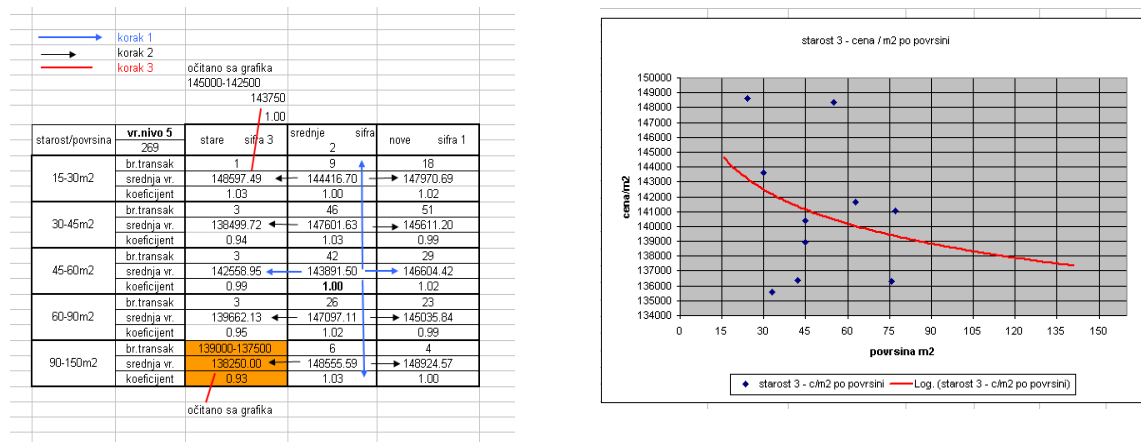 korak 1
korak 2
korak 3
očitano sa grafika
145000-142500
143750
1.00
starost/povrsina vr.nivo 5 stare sifra 3 srednje sifra 2 nove sifra 1
269
15-30m2 br.transak 1 9 18
srednja vr. 148597.49 144416.70 147970.69
koeficijent 1.03 1.00 1.02
30-45m2 br.transak 3 46 51
srednja vr. 138499.72 147601.63 145611.20
koeficijent 0.94 1.03 0.99
45-60m2 br.transak 3 42 29
srednja vr. 142558.95 143891.50 146604.42
koeficijent 0.99 1.00 1.02
60-90m2 br.transak 3 26 23
srednja vr. 139662.13 147097.11 145035.84
koeficijent 0.95 1.02 0.99
90-150m2 br.transak 139000-137500 6 4
srednja vr. 138250.00 148555.59 148924.57
koeficijent 0.93 1.03 1.00
očitano sa grafika
starost 3 - cena / m2 po povrsini
cena/m2
150000
149000
148000
147000
146000
145000
144000
143000
142000
141000
140000
139000
138000
137000
136000
135000
134000
0 15 30 45 60 75 90 105 120 135 150
povrsina m2
starost 3 - c/m2 po povrsini Log. (starost 3 - c/m2 po povrsini)